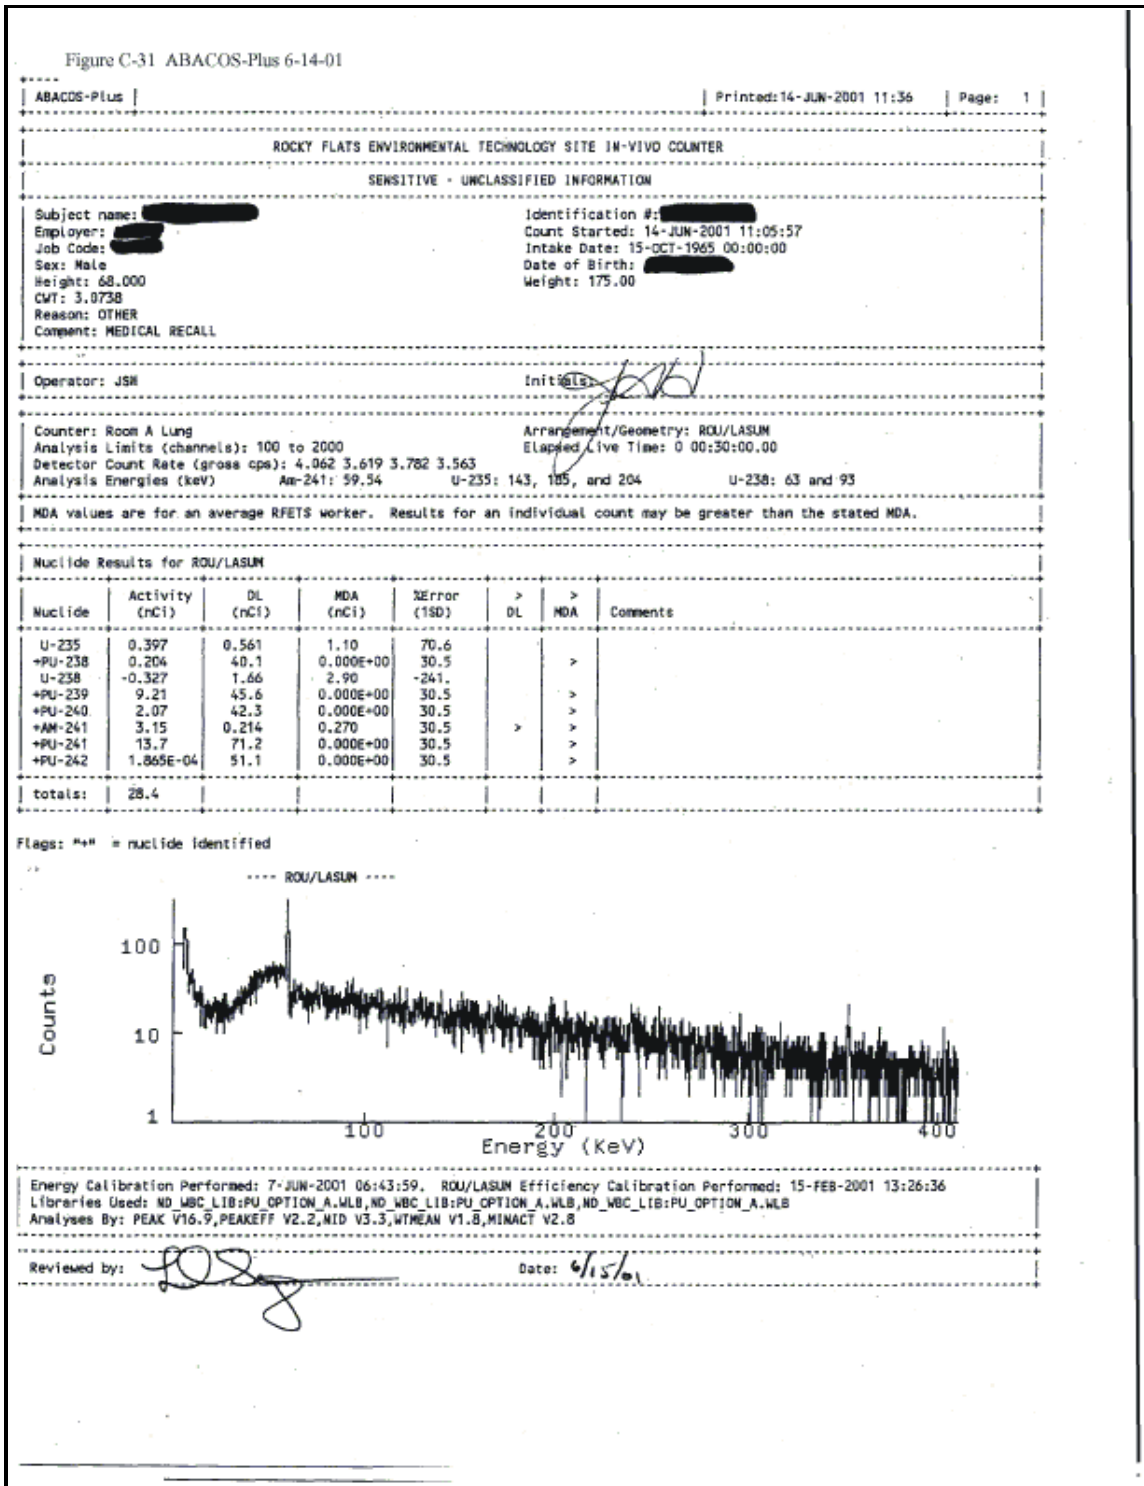 Figure C-31 ABACOS-Plus 6-14-01
ABACOS-Plus Printed:14-JUN-2001 11:36 Page: 1
ROCKY FLATS ENVIRONMENTAL TECHNOLOGY SITE IN-VIVO COUNTER
SENSITIVE - UNCLASSIFIED INFORMATION
Subject name: Identification #:
Employer: Count Started: 14-JUN-2001 11:05:57
Job Code: Intake Date: 15-OCT-1965 00:00:00
Sex: Male Date of Birth:
Height: 68.000 Weight: 175.00
CWT: 3.0738
Reason: OTHER
Comment: MEDICAL RECALL
Operator: JSW Initials:
Counter: Room A Lung Arrangement/Geometry: ROU/LASUM
Analysis Limits (channels): 100 to 2000 Elapsed Live Time: 0 00:30:00.00
Detector Count Rate (gross cps): 4.062 3.619 3.782 3.563
Analysis Energies (keV) Am-241: 59.54 U-235: 143, 185, and 204 U-238: 63 and 93
MDA values are for an average RFETS worker. Results for an individual count may be greater than the stated MDA.
Nuclide Results for ROU/LASUM
Activity DL MDA %Error > >
Nuclide (nCi) (nCi) (nCi) (1SD) DL MDA Comments
U-235 0.397 0.561 1.10 70.6
+PU-238 0.204 40.1 0.000E+00 30.5 >
U-238 -0.327 1.66 2.90 -241.
+PU-239 9.21 45.6 0.000E+00 30.5 >
+PU-240 2.07 42.3 0.000E+00 30.5 >
+AM-241 3.15 0.214 0.270 30.5 > >
+PU-241 13.7 71.2 0.000E+00 30.5 >
+PU-242 1.865E-04 51.1 0.000E+00 30.5 >
totals: 28.4
Flags: "+" = nuclide identified
---- ROU/LASUM ----
Counts
100
10
1
100 200 300 400
Energy (KeV)
Energy Calibration Performed: 7-JUN-2001 06:43:59. ROU/LASUM Efficiency Calibration Performed: 15-FEB-2001 13:26:36
Libraries Used: ND_WBC_LIB:PU_OPTION_A.WLB,ND_WBC_LIB:PU_OPTION_A.WLB,ND_WBC_LIB:PU_OPTION_A.WLB
Analyses By: PEAK V16.9,PEAKEFF V2.2,NID V3.3,WTMEAN V1.8,MINACT V2.8
Reviewed by: Date: 6/15/01